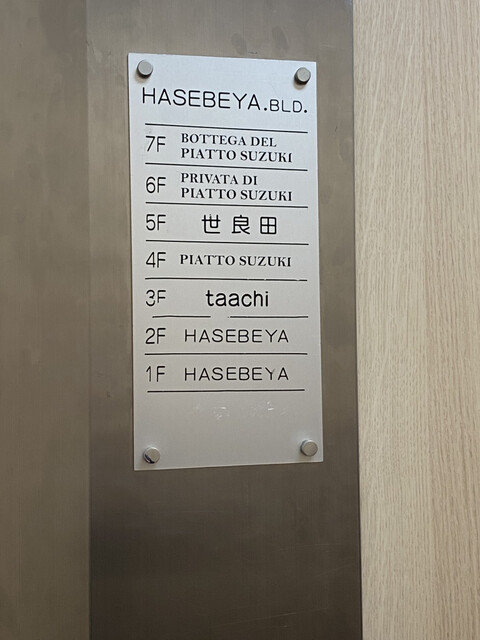 HASEBEYA.BLD.
7F BOTTEGA DEL
PIATTO SUZUKI
6F PRIVATA DI
PIATTO SUZUKI
5F 世良田
4F PIATTO SUZUKI
3F taachi
2F HASEBEYA
1F HASEBEYA